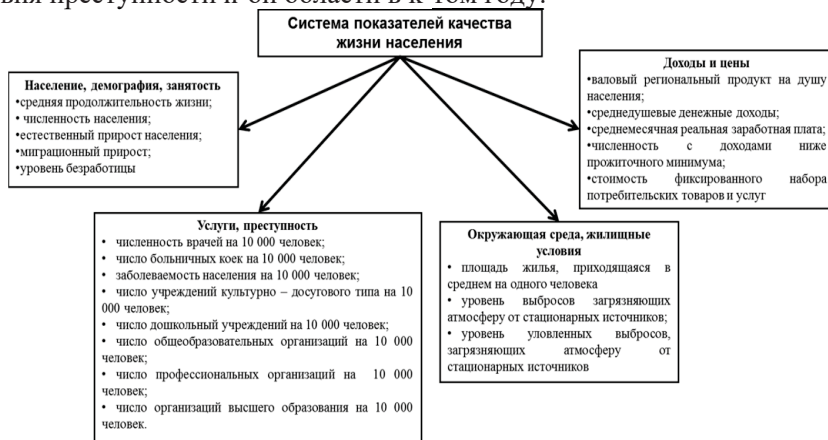 преступности и-ой области в к-том году.
Система показателей качества
жизни населения
Население, демография, занятость
•средняя продолжительность жизни;
• численность населения;
•естественный прирост населения;
•миграционный прирост;
•уровень безработицы
Доходы и цены
•валовый региональный продукт на душу
населения;
•среднедушевые денежные доходы;
•среднемесячная реальная заработная плата;
•численность с доходами ниже
прожиточного минимума;
•стоимость фиксированного набора
потребительских товаров и услуг
Услуги, преступность
• численность врачей на 10 000 человек;
• число больничных коек на 10 000 человек;
• заболеваемость населения на 10 000 человек;
• число учреждений культурно – досугового типа на 10
000 человек;
• число дошкольный учреждений на 10 000 человек;
• число общеобразовательных организаций на 10 000
человек;
• число профессиональных организаций на 10 000
человек;
• число организаций высшего образования на 10 000
человек.
Окружающая среда, жилищные
условия
• площадь жилья, приходящаяся в
среднем на одного человека
• уровень выбросов загрязняющих
атмосферу от стационарных источников;
• уровень уловленных выбросов,
загрязняющих атмосферу от
стационарных источников